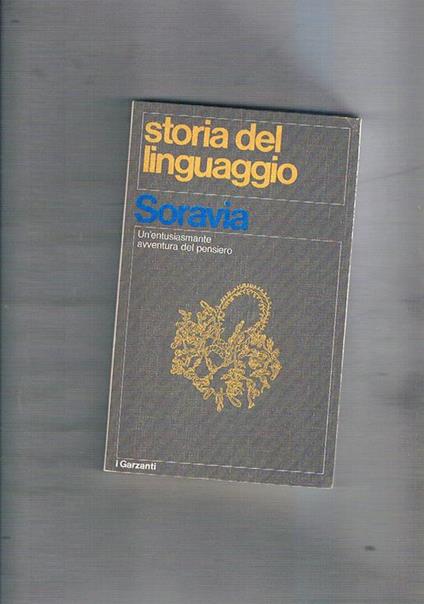 storia del
linguaggio
Soravia
Un'entusiasmante
avventura del pensiero
i Garzanti